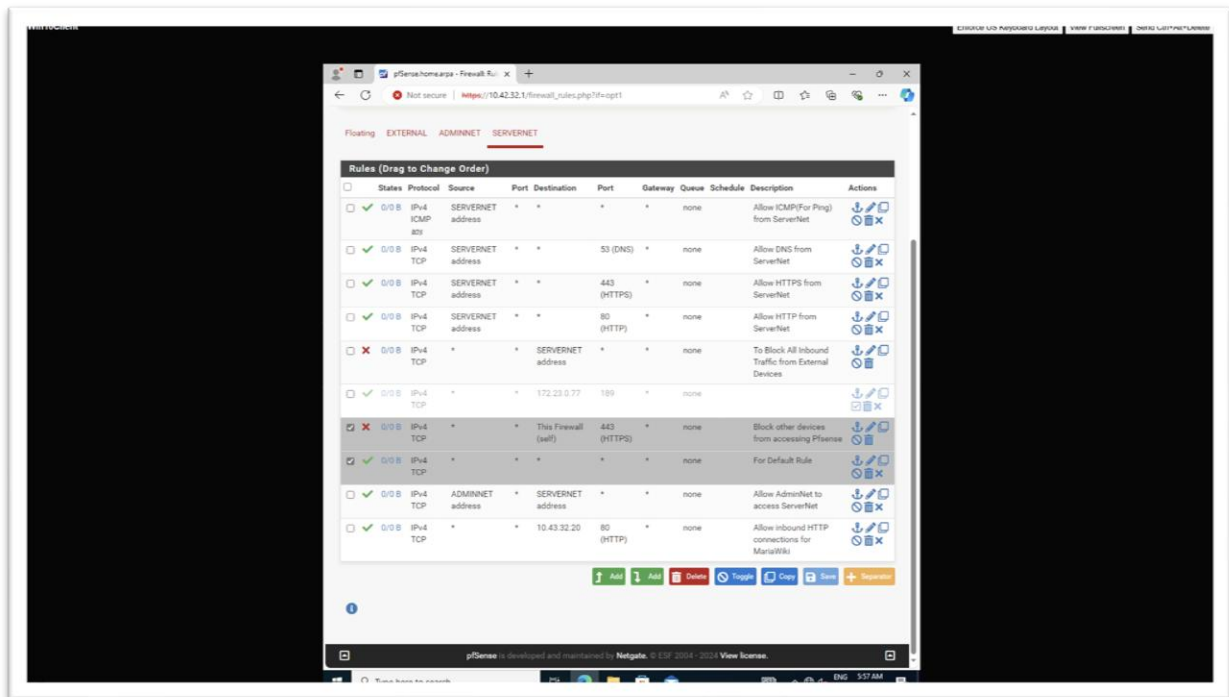 Win10Client
Enforce US Keyboard Layout View Fullscreen Send Ctrl+Alt+Delete
pfSense.home.arpa - Firewall: Rul
Not secure https://10.42.32.1/firewall_rules.php?if=opt1
Floating EXTERNAL ADMINNET SERVERNET
Rules (Drag to Change Order)
States Protocol Source Port Destination Port Gateway Queue Schedule Description Actions
0/0 B IPv4 SERVERNET * * * * none Allow ICMP(For Ping)
ICMP address from ServerNet
any
0/0 B IPv4 SERVERNET * * 53 (DNS) * none Allow DNS from
TCP address ServerNet
0/0 B IPv4 SERVERNET * * 443 * none Allow HTTPS from
TCP address (HTTPS) ServerNet
0/0 B IPv4 SERVERNET * * 80 * none Allow HTTP from
TCP address (HTTP) ServerNet
0/0 B IPv4 * * SERVERNET * * none To Block All Inbound
TCP address Traffic from External
Devices
0/0 B IPv4 * * 172.23.0.77 189 * none
TCP
0/0 B IPv4 * * This Firewall 443 * none Block other devices
TCP (self) (HTTPS) from accessing Pfsense
0/0 B IPv4 * * * * * none For Default Rule
TCP
0/0 B IPv4 ADMINNET * SERVERNET * * none Allow AdminNet to
TCP address address access ServerNet
0/0 B IPv4 * * 10.43.32.20 80 * none Allow inbound HTTP
TCP (HTTP) connections for
MariaWiki
Add Add Delete Toggle Copy Save Separator
pfSense is developed and maintained by Netgate. © ESF 2004 - 2024 View license.
Type here to search ENG 5:57 AM